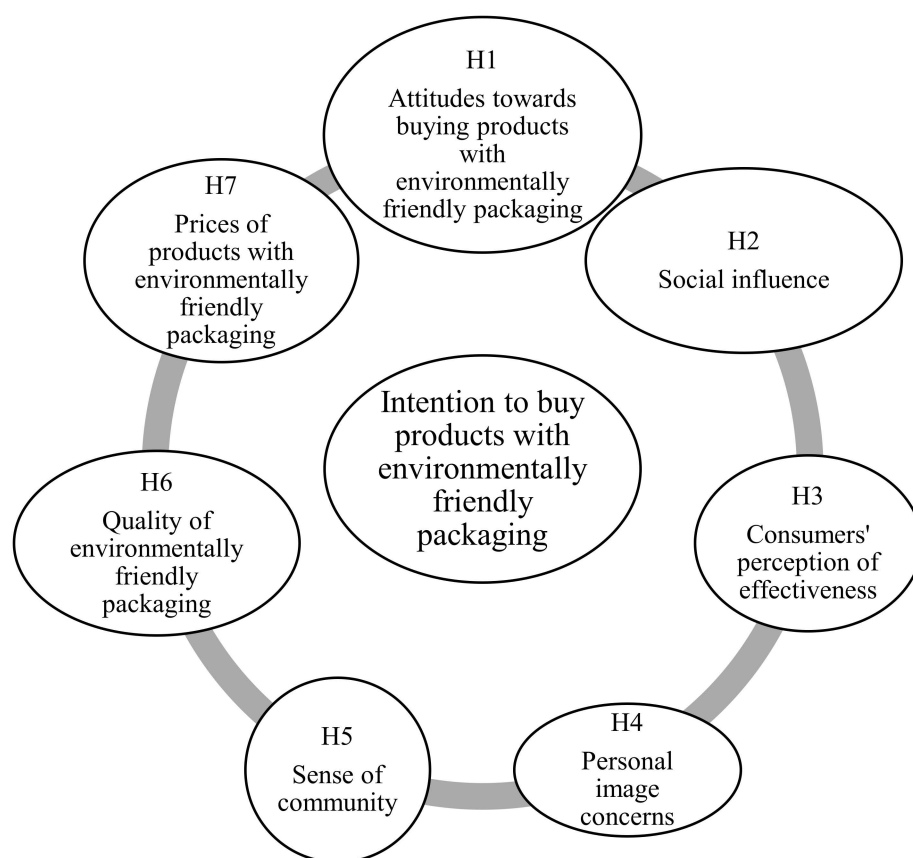 H1
Attitudes towards
buying products
with
environmentally
friendly packaging
H2
Social influence
H3
Consumers'
perception of
effectiveness
H4
Personal
image
concerns
H5
Sense of
community
H6
Quality of
environmentally
friendly
packaging
H7
Prices of
products with
environmentally
friendly
packaging
Intention to buy
products with
environmentally
friendly
packaging